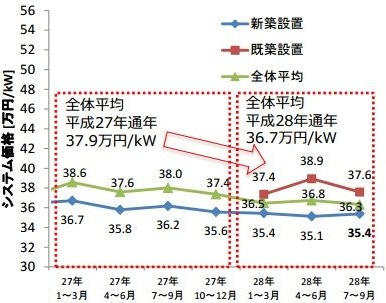 新築設置
既築設置
全体平均
システム価格 [万円/kW]
56
54
52
50
48
46
44
42
40
38
36
34
32
30
全体平均
平成27年通年
37.9万円/kW
全体平均
平成28年通年
36.7万円/kW
38.6
37.6
38.0
37.4
37.4
38.9
37.6
36.5
36.8
36.3
36.7
35.8
36.2
35.6
35.4
35.1
35.4
27年
1～3月
27年
4～6月
27年
7～9月
27年
10～12月
28年
1～3月
28年
4～6月
28年
7～9月